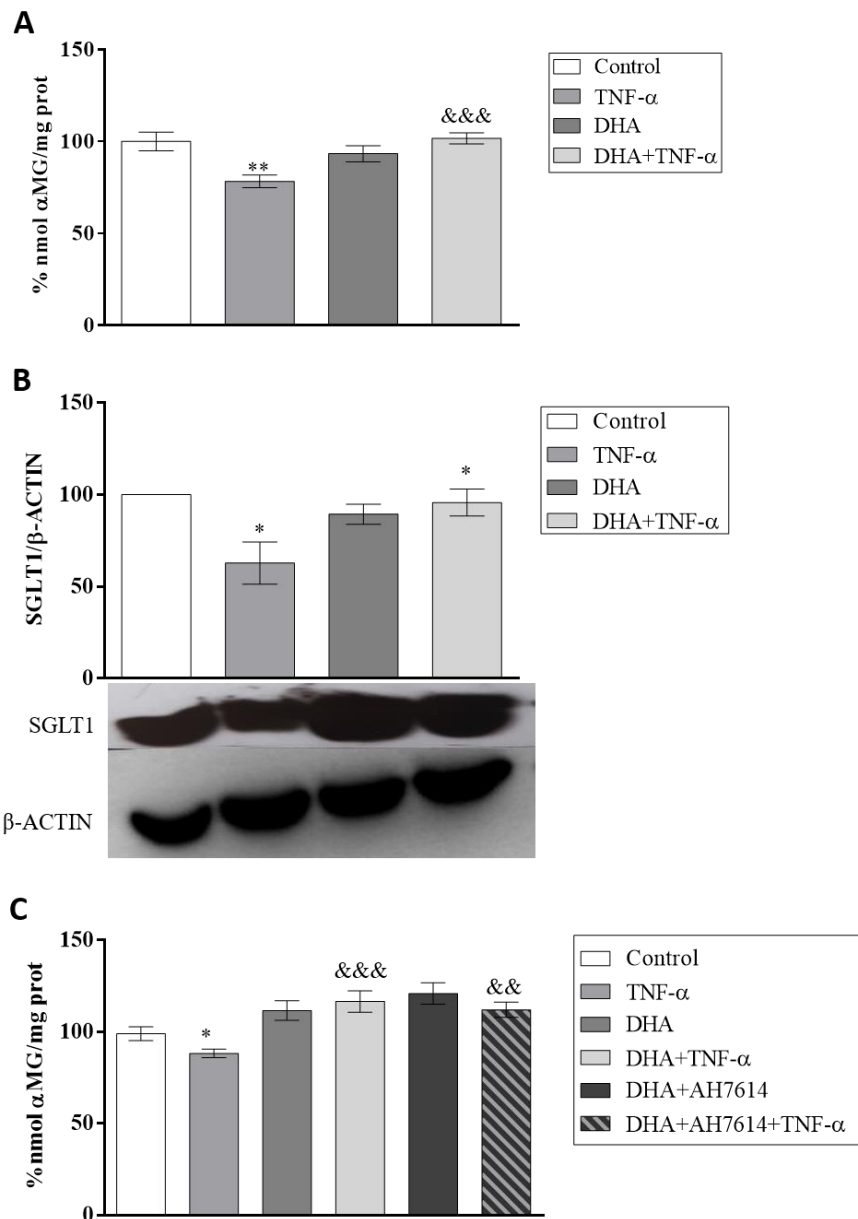 A
150
100
50
0
% nmol αMG/mg prot
**
&&&
Control
TNF-α
DHA
DHA+TNF-α
B
150
100
50
0
SGLT1/β-ACTIN
*
*
Control
TNF-α
DHA
DHA+TNF-α
SGLT1
β-ACTIN
C
150
100
50
0
% nmol αMG/mg prot
*
&&&
&&
Control
TNF-α
DHA
DHA+TNF-α
DHA+AH7614
DHA+AH7614+TNF-α